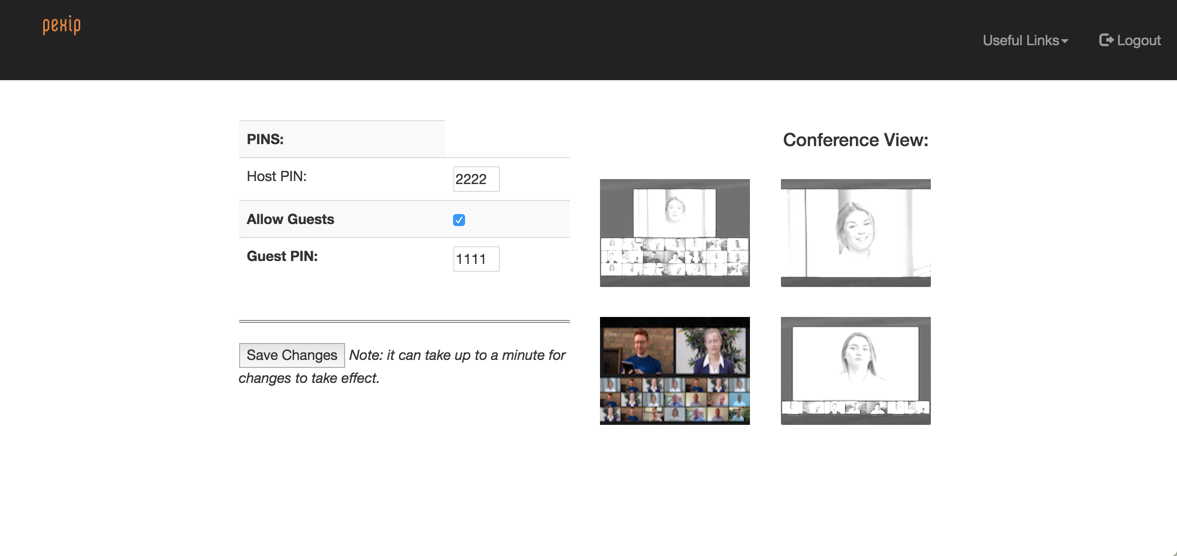 pexip
Useful Links
Logout
PINS:
Host PIN:
2222
Allow Guests
Guest PIN:
1111
Save Changes Note: it can take up to a minute for
changes to take effect.
Conference View: